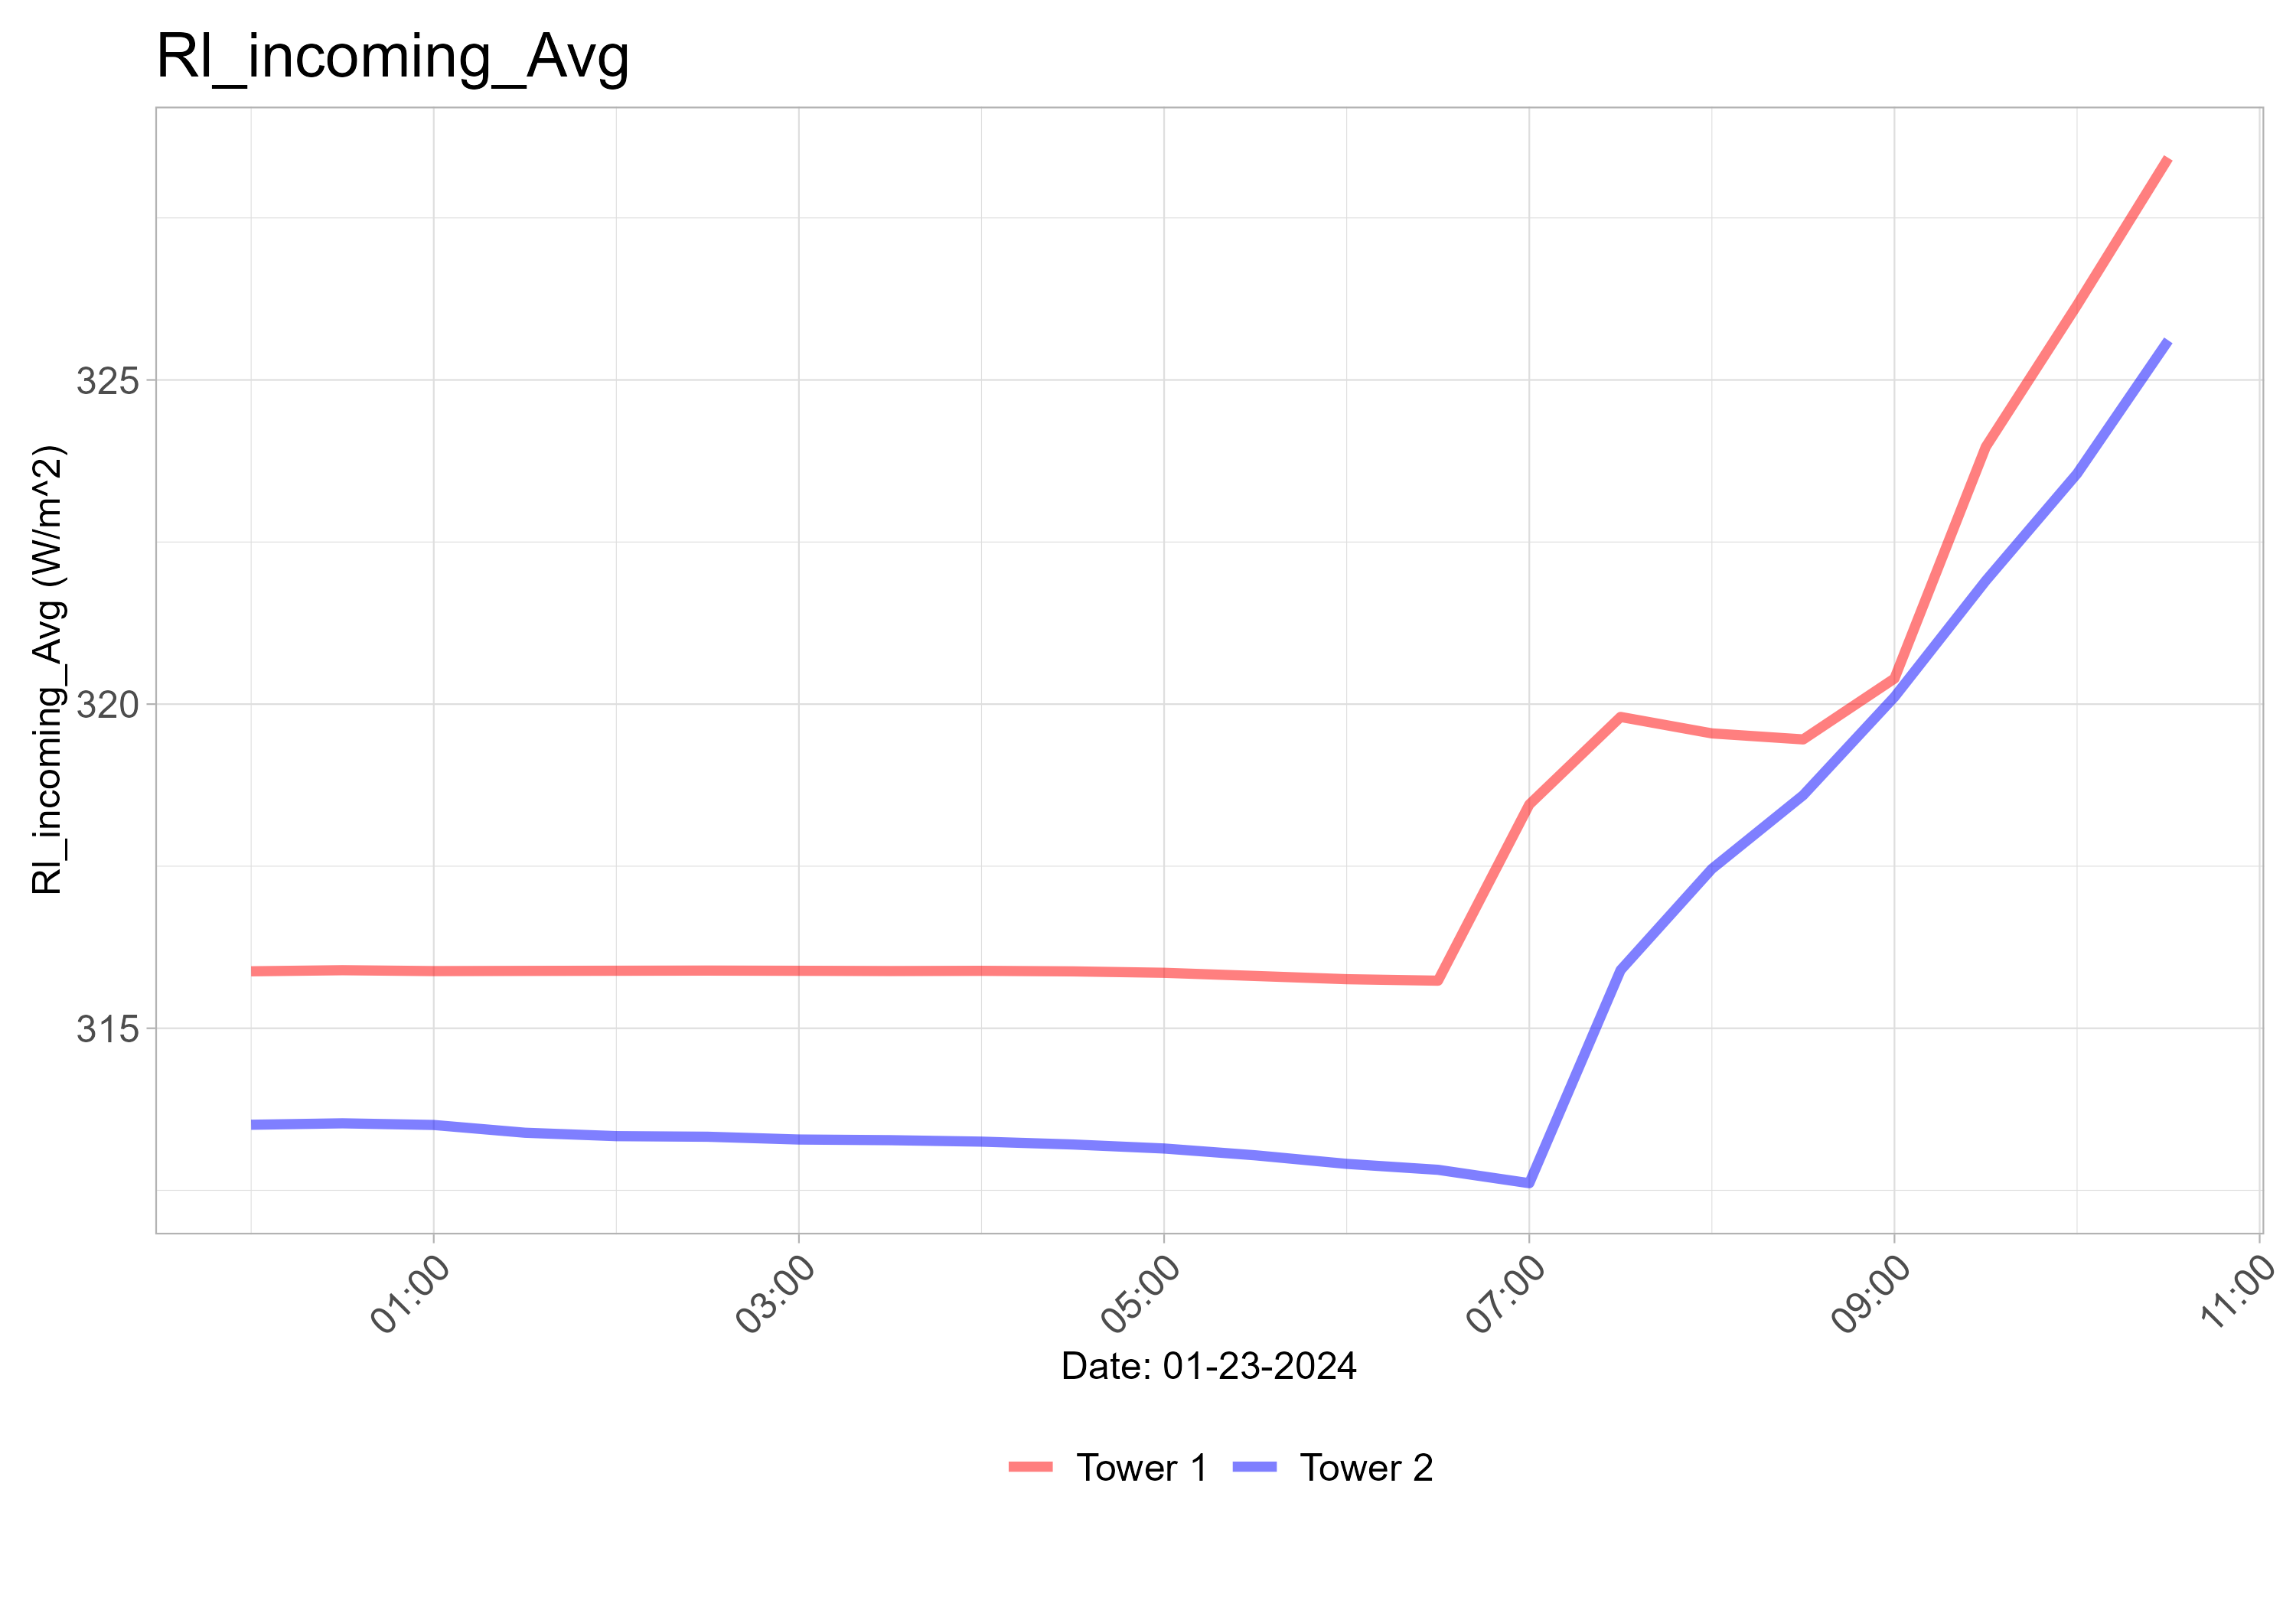 Rl_incoming_Avg
Rl_incoming_Avg (W/m^2)
325
320
315
01:00
03:00
05:00
07:00
09:00
11:00
Date: 01-23-2024
Tower 1
Tower 2